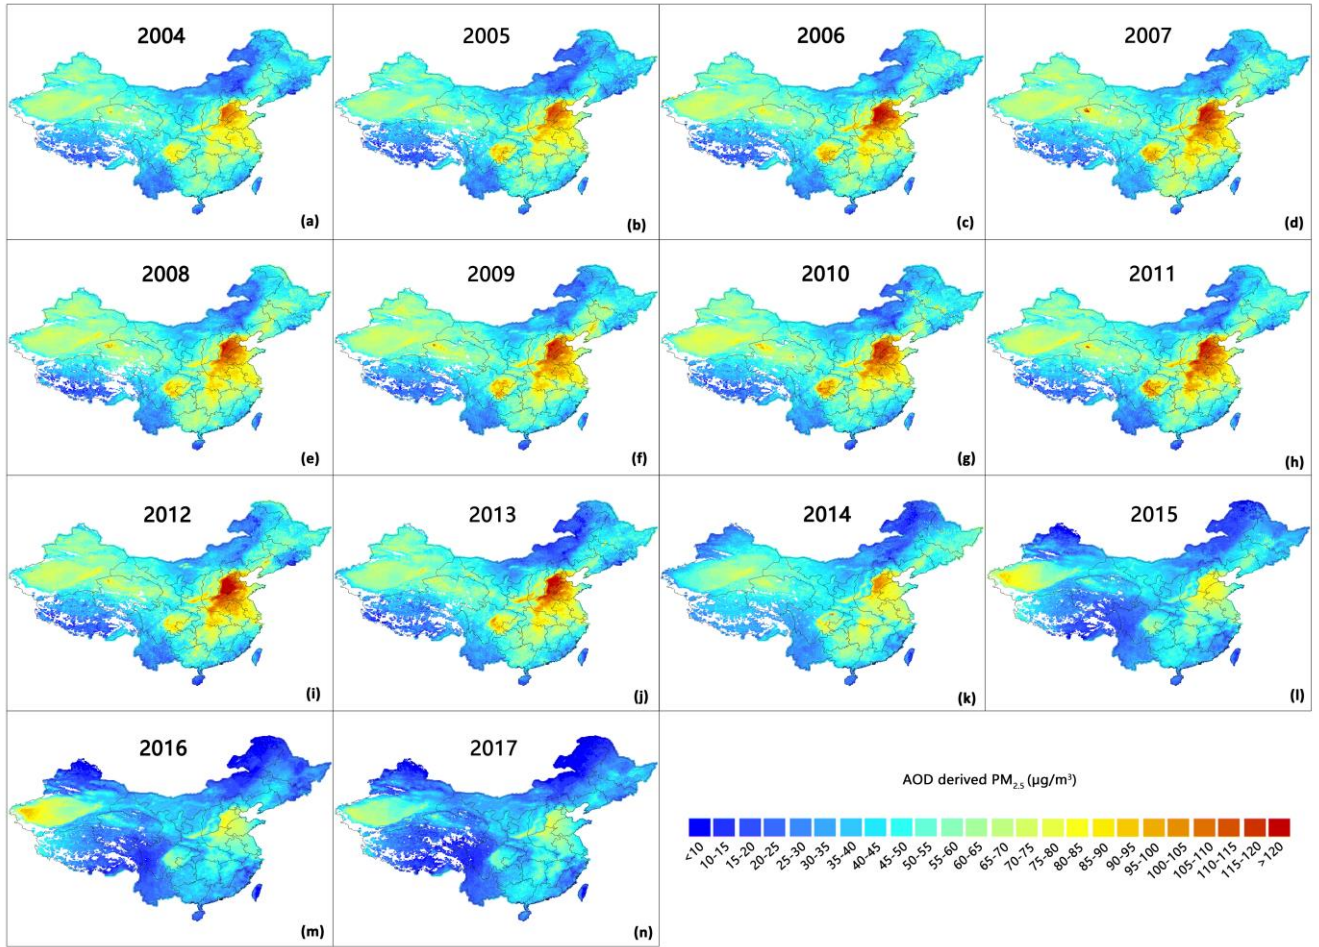 2004
2005
2006
2007
(a)
(b)
(c)
(d)
2008
2009
2010
2011
(e)
(f)
(g)
(h)
2012
2013
2014
2015
(i)
(j)
(k)
(l)
2016
2017
(m)
(n)
AOD derived PM2.5 (μg/m³)
<10
10-15
15-20
20-25
25-30
30-35
35-40
40-45
45-50
50-55
55-60
60-65
65-70
70-75
75-80
80-85
85-90
90-95
95-100
100-105
105-110
110-115
115-120
>120